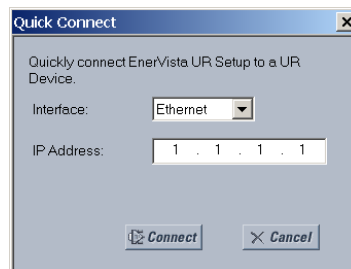 Quick Connect
Quickly connect EnerVista UR Setup to a UR
Device.
Interface: Ethernet
IP Address: 1 . 1 . 1 . 1
Connect Cancel